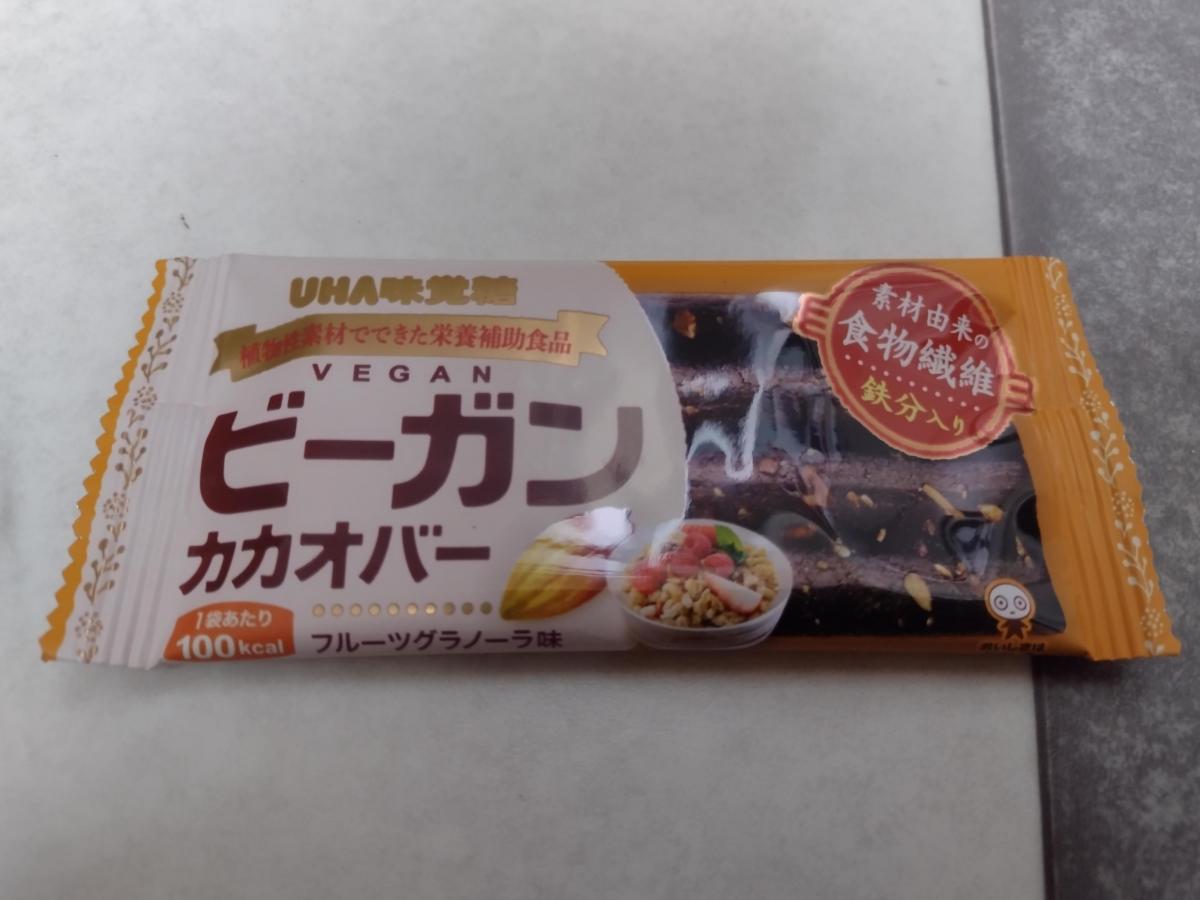 UHA味覚糖
植物性素材でできた栄養補助食品
VEGAN
ビーガン
カカオバー
1袋あたり
100kcal
フルーツグラノーラ味
素材由来の
食物繊維
鉄分入り